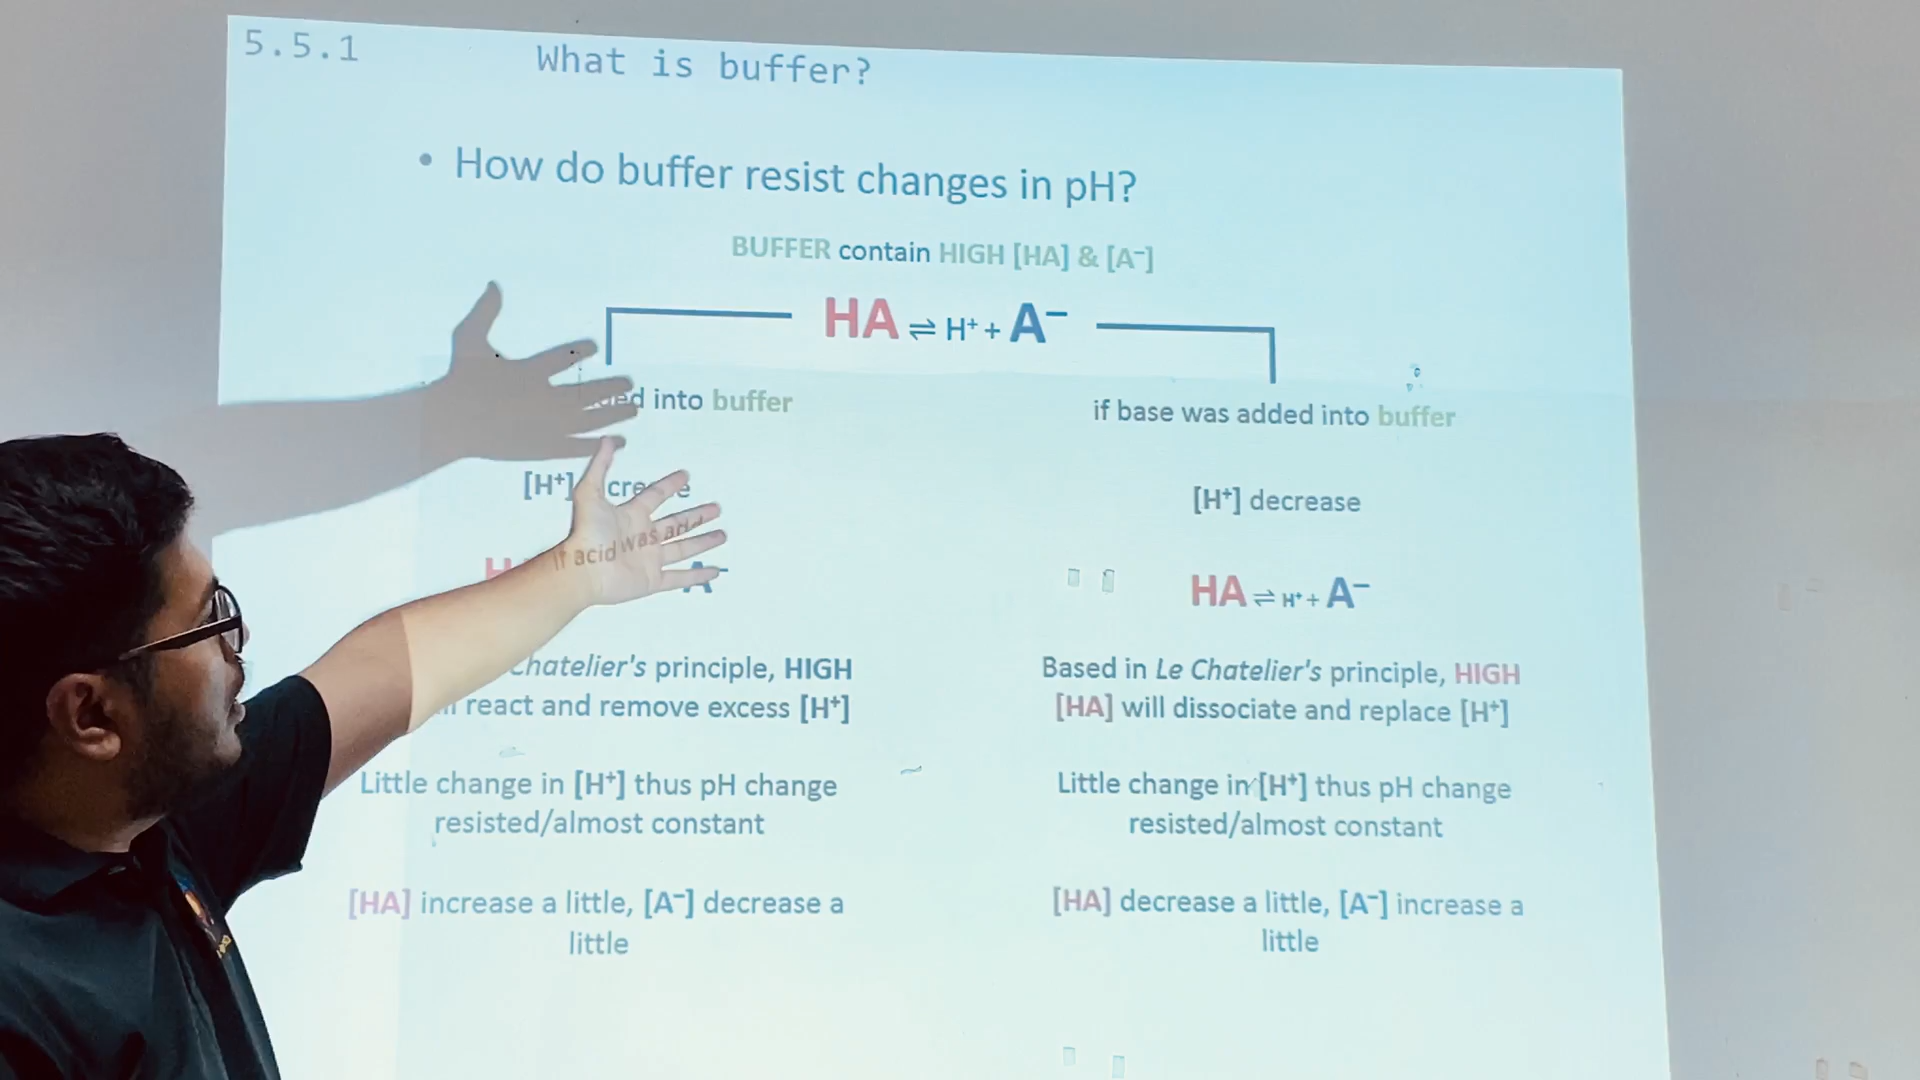 5.5.1
What is buffer?
• How do buffer resist changes in pH?
BUFFER contain HIGH [HA] & [A⁻]
HA ⇌ H⁺ + A⁻
if acid was
into buffer
[H⁺]
A⁻
Chatelier's principle, HIGH
react and remove excess [H⁺]
Little change in [H⁺] thus pH change
resisted/almost constant
[HA] increase a little, [A⁻] decrease a
little
if base was added into buffer
[H⁺] decrease
HA ⇌ H⁺ + A⁻
Based in Le Chatelier's principle, HIGH
[HA] will dissociate and replace [H⁺]
Little change in [H⁺] thus pH change
resisted/almost constant
[HA] decrease a little, [A⁻] increase a
little